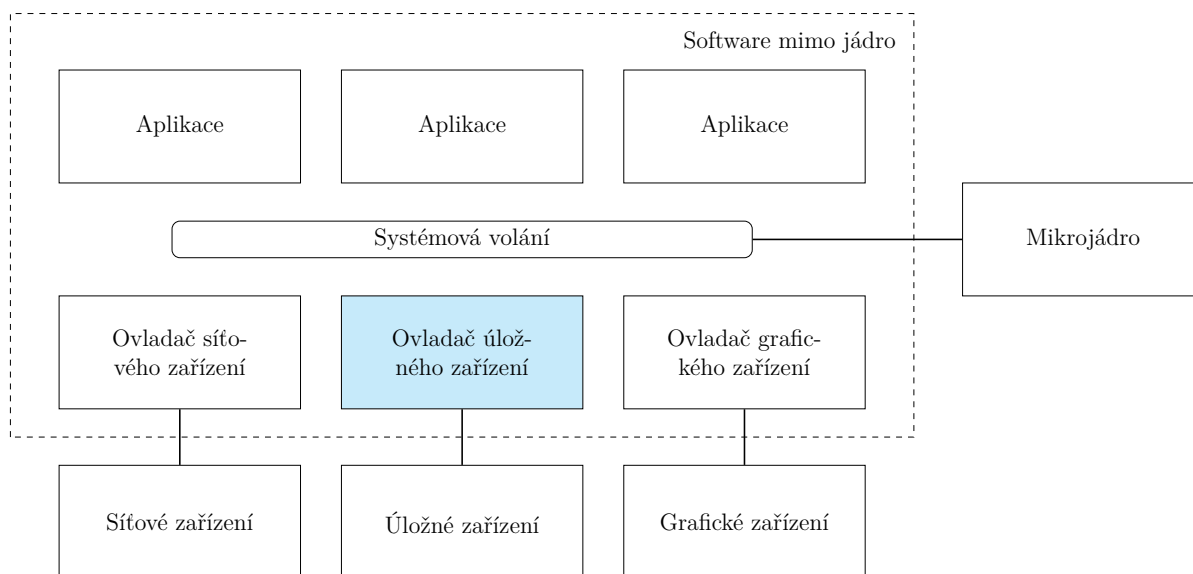 Software mimo jádro
Aplikace
Aplikace
Aplikace
Systémová volání
Mikrojádro
Ovladač síťo-
vého zařízení
Ovladač úlož-
ného zařízení
Ovladač grafic-
kého zařízení
Síťové zařízení
Úložné zařízení
Grafické zařízení